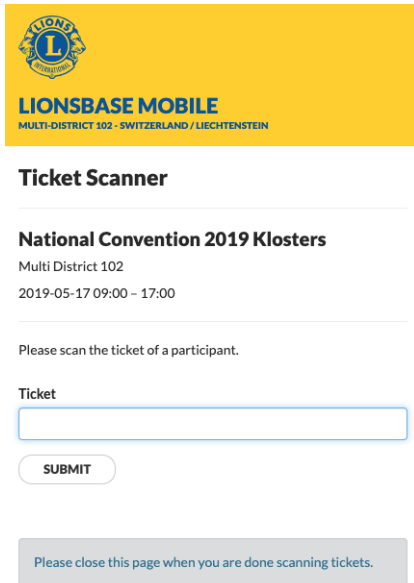 LIONS
L
INTERNATIONAL
LIONSBASE MOBILE
MULTI-DISTRICT 102 - SWITZERLAND / LIECHTENSTEIN
Ticket Scanner
National Convention 2019 Klosters
Multi District 102
2019-05-17 09:00 – 17:00
Please scan the ticket of a participant.
Ticket
SUBMIT
Please close this page when you are done scanning tickets.